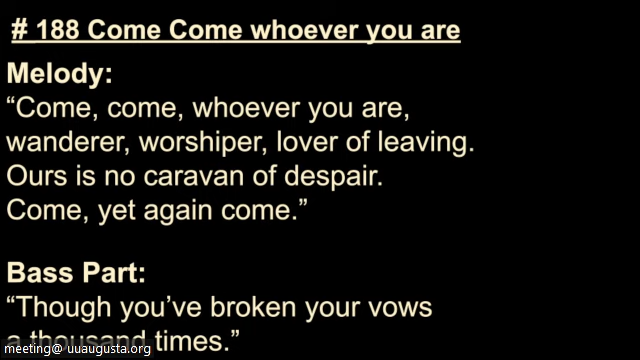 # 188 Come Come whoever you are
Melody:
“Come, come, whoever you are,
wanderer, worshiper, lover of leaving.
Ours is no caravan of despair.
Come, yet again come.”
Bass Part:
“Though you’ve broken your vows
a thousand times.”
meeting@ uuaugusta.org